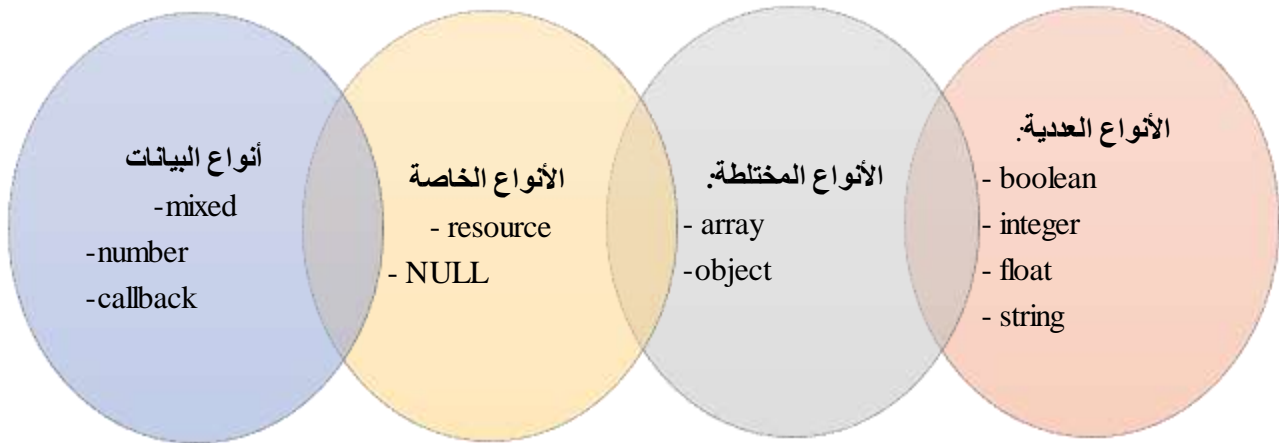 الأنواع العددية:
- boolean
- integer
- float
- string
الأنواع المختلطة:
- array
-object
الأنواع الخاصة
- resource
- NULL
أنواع البيانات
-mixed
-number
-callback